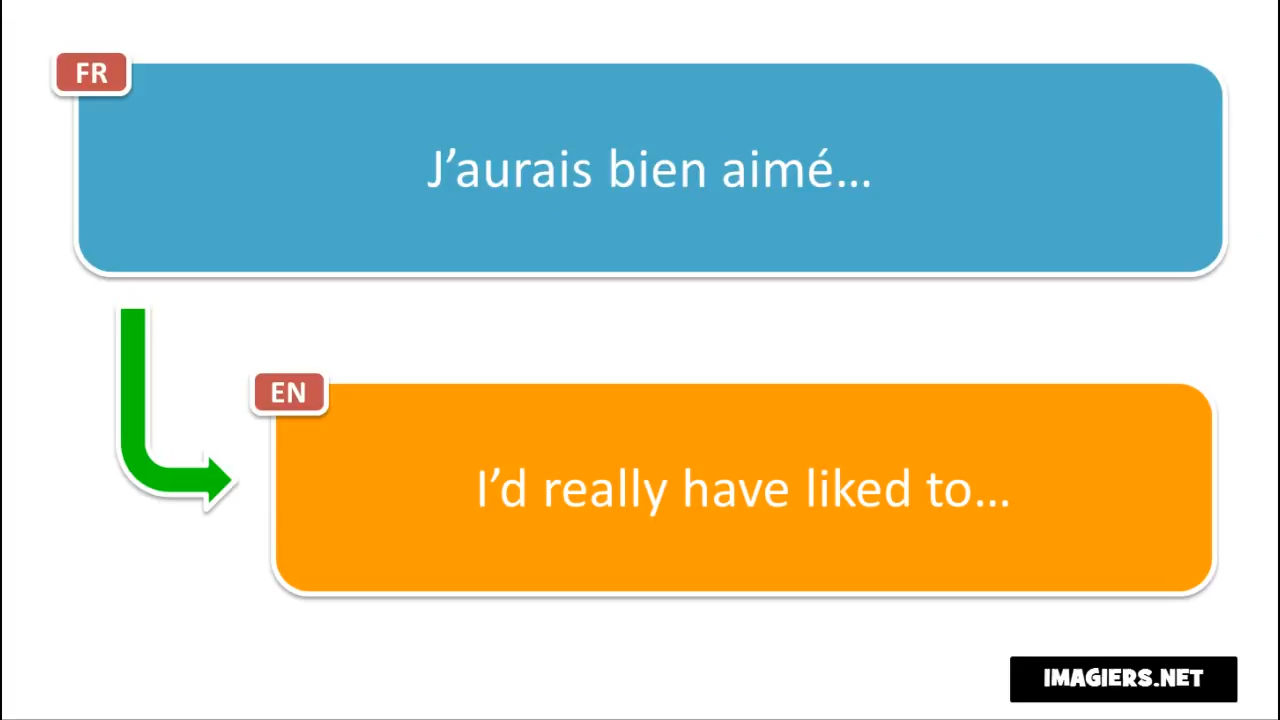 FR
J’aurais bien aimé…
EN
I’d really have liked to…
IMAGIERS.NET